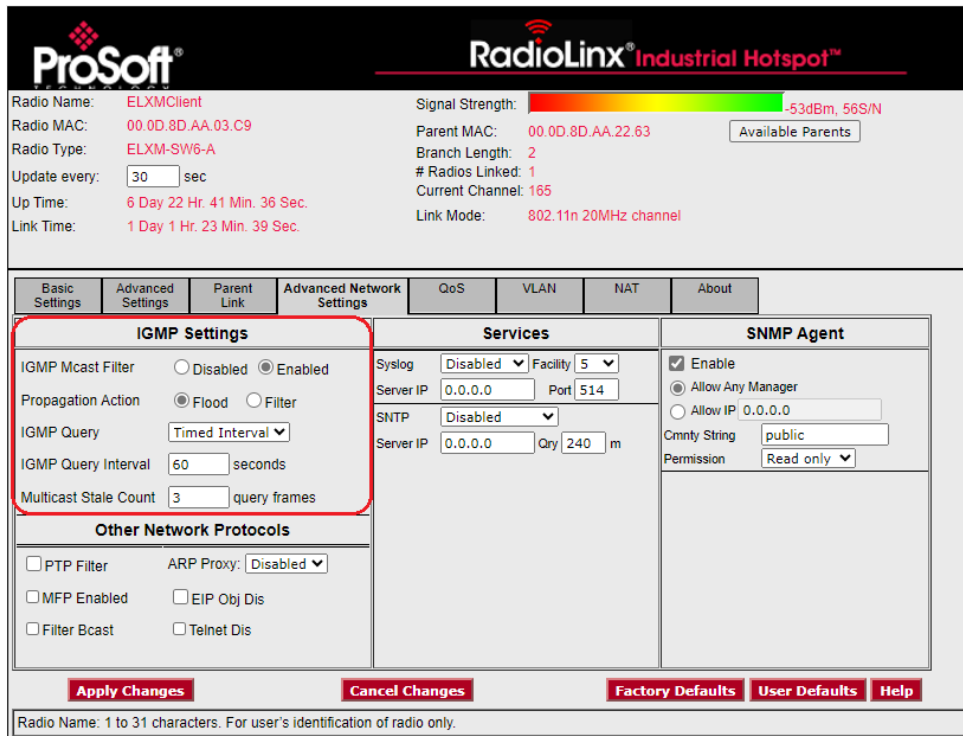 ProSoft®
TECHNOLOGY
RadioLinx® Industrial Hotspot™
Radio Name: ELXMClient
Radio MAC: 00.0D.8D.AA.03.C9
Radio Type: ELXM-SW6-A
Update every: 30 sec
Up Time: 6 Day 22 Hr. 41 Min. 36 Sec.
Link Time: 1 Day 1 Hr. 23 Min. 39 Sec.
Signal Strength: -53dBm, 56S/N
Parent MAC: 00.0D.8D.AA.22.63 Available Parents
Branch Length: 2
# Radios Linked: 1
Current Channel: 165
Link Mode: 802.11n 20MHz channel
Basic Settings
Advanced Settings
Parent Link
Advanced Network Settings
QoS
VLAN
NAT
About
IGMP Settings
IGMP Mcast Filter Disabled Enabled
Propagation Action Flood Filter
IGMP Query Timed Interval
IGMP Query Interval 60 seconds
Multicast Stale Count 3 query frames
Other Network Protocols
PTP Filter ARP Proxy: Disabled
MFP Enabled EIP Obj Dis
Filter Bcast Telnet Dis
Services
Syslog Disabled Facility 5
Server IP 0.0.0.0 Port 514
SNTP Disabled
Server IP 0.0.0.0 Qry 240 m
SNMP Agent
Enable
Allow Any Manager
Allow IP 0.0.0.0
Cmnty String public
Permission Read only
Apply Changes Cancel Changes Factory Defaults User Defaults Help
Radio Name: 1 to 31 characters. For user's identification of radio only.